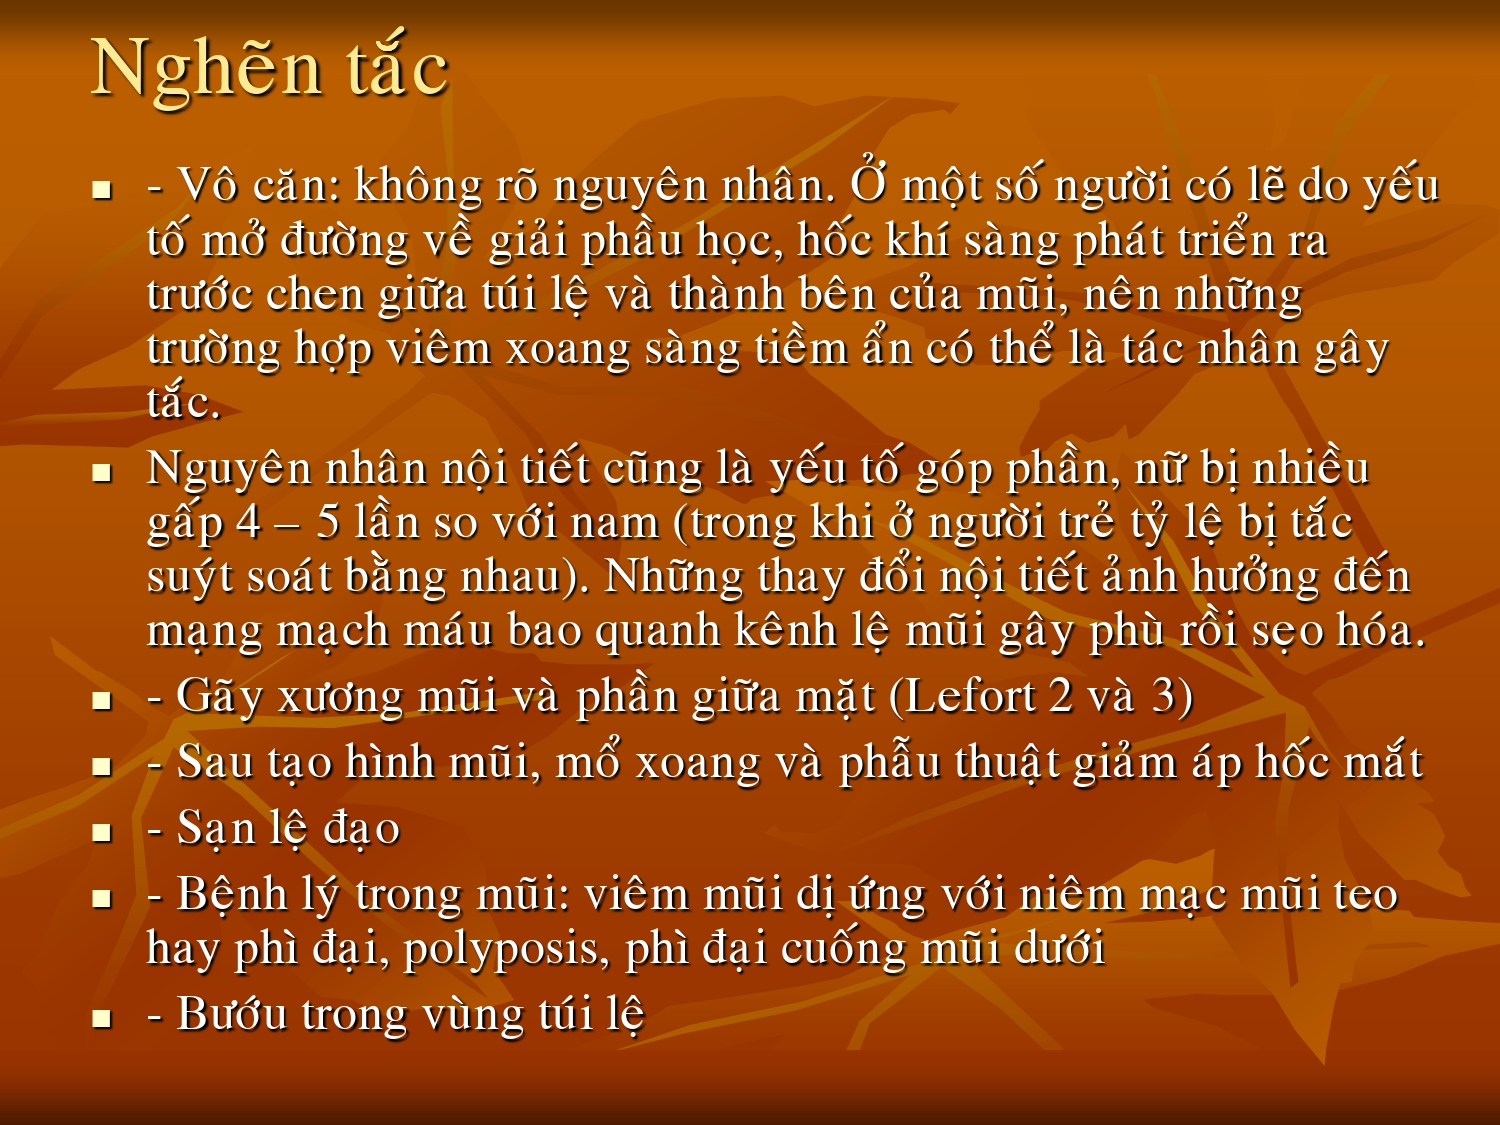 Nghẽn tắc
- Vô căn: không rõ nguyên nhân. Ở một số người có lẽ do yếu
tố mở đường về giải phẫu học, hốc khí sàng phát triển ra
trước chen giữa túi lệ và thành bên của mũi, nên những
trường hợp viêm xoang sàng tiềm ẩn có thể là tác nhân gây
tắc.
Nguyên nhân nội tiết cũng là yếu tố góp phần, nữ bị nhiều
gấp 4 – 5 lần so với nam (trong khi ở người trẻ tỷ lệ bị tắc
suýt soát bằng nhau). Những thay đổi nội tiết ảnh hưởng đến
mạng mạch máu bao quanh kênh lệ mũi gây phù rồi sẹo hóa.
- Gãy xương mũi và phần giữa mặt (Lefort 2 và 3)
- Sau tạo hình mũi, mổ xoang và phẫu thuật giảm áp hốc mắt
- Sạn lệ đạo
- Bệnh lý trong mũi: viêm mũi dị ứng với niêm mạc mũi teo
hay phì đại, polyposis, phì đại cuống mũi dưới
- Bướu trong vùng túi lệ